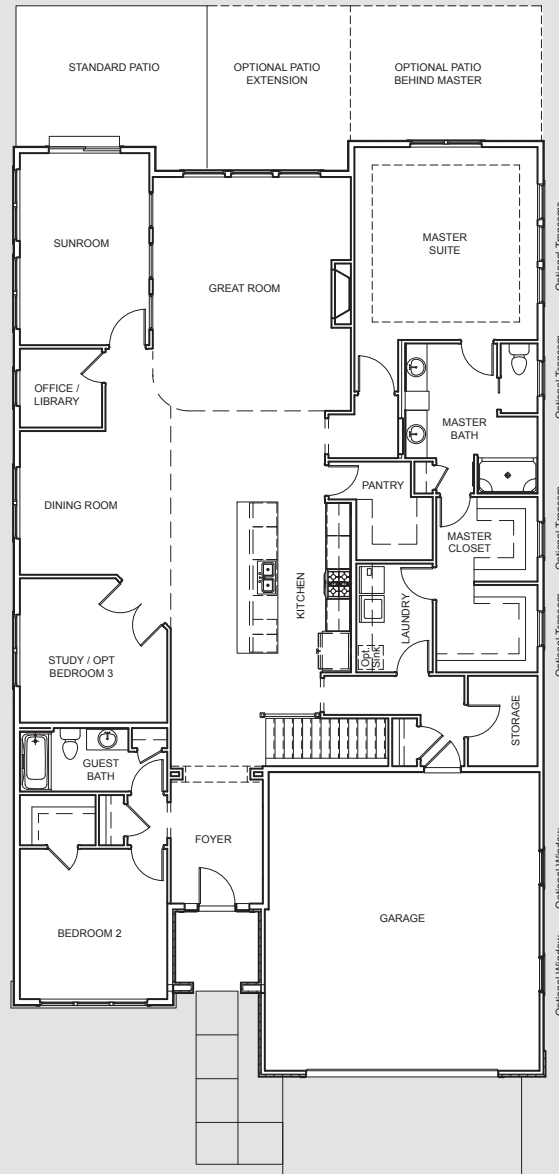 STANDARD PATIO
OPTIONAL PATIO
EXTENSION
OPTIONAL PATIO
BEHIND MASTER
SUNROOM
GREAT ROOM
MASTER
SUITE
Optional Transoms
OFFICE /
LIBRARY
MASTER
BATH
Optional Transom
DINING ROOM
PANTRY
MASTER
CLOSET
Optional Transom
KITCHEN
LAUNDRY
Opt.
Sink
Optional Transom
STUDY / OPT
BEDROOM 3
STORAGE
GUEST
BATH
FOYER
Optional Window
GARAGE
BEDROOM 2
Optional Window